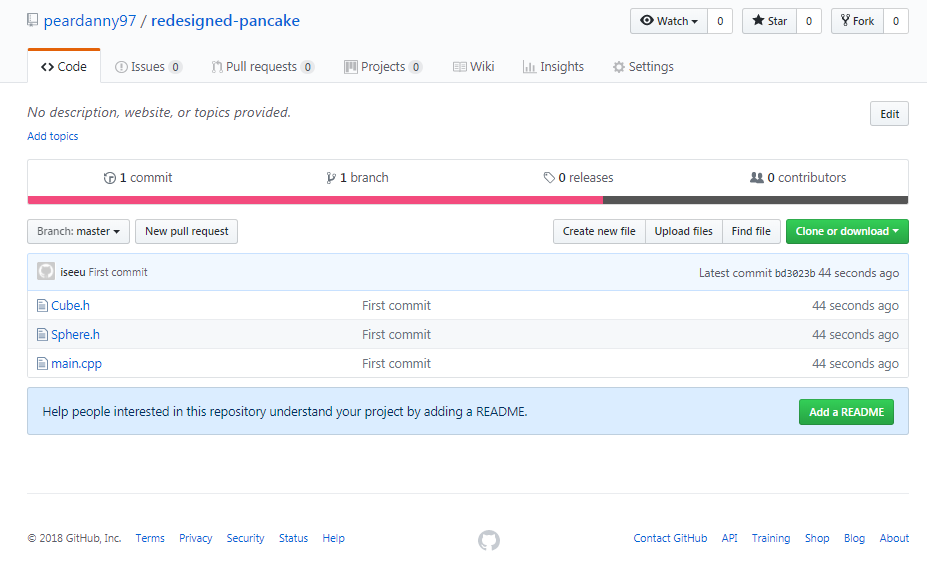 peardanny97 / redesigned-pancake
Watch 0 Star 0 Fork 0
Code Issues 0 Pull requests 0 Projects 0 Wiki Insights Settings
No description, website, or topics provided.
Edit
Add topics
1 commit 1 branch 0 releases 0 contributors
Branch: master New pull request Create new file Upload files Find file Clone or download
iseeu First commit Latest commit bd3023b 44 seconds ago
Cube.h First commit 44 seconds ago
Sphere.h First commit 44 seconds ago
main.cpp First commit 44 seconds ago
Help people interested in this repository understand your project by adding a README. Add a README
© 2018 GitHub, Inc. Terms Privacy Security Status Help Contact GitHub API Training Shop Blog About